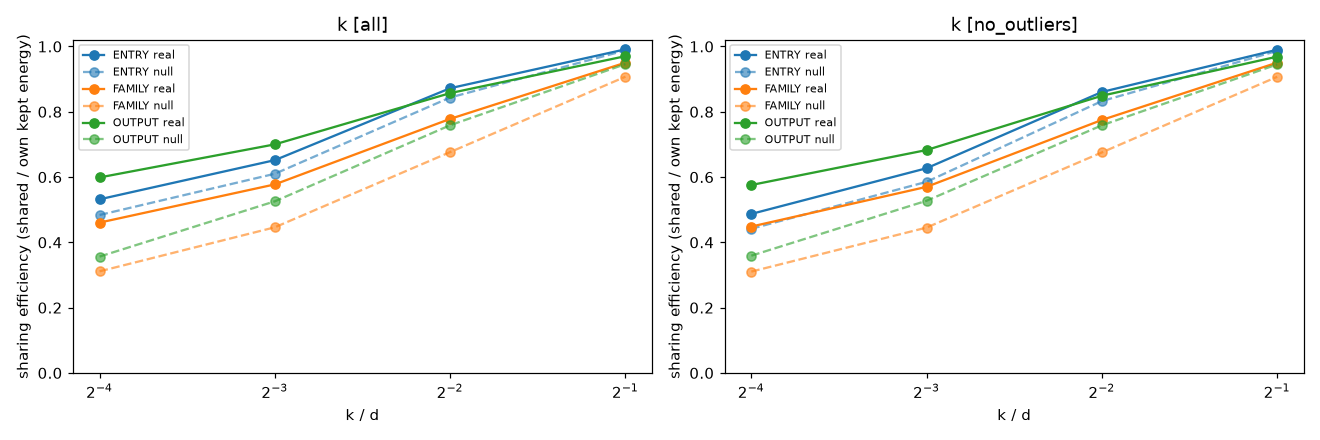 k [all]
sharing efficiency (shared / own kept energy)
1.0
0.8
0.6
0.4
0.2
0.0
ENTRY real
ENTRY null
FAMILY real
FAMILY null
OUTPUT real
OUTPUT null
2⁻⁴ 2⁻³ 2⁻² 2⁻¹
k / d
k [no_outliers]
sharing efficiency (shared / own kept energy)
1.0
0.8
0.6
0.4
0.2
0.0
ENTRY real
ENTRY null
FAMILY real
FAMILY null
OUTPUT real
OUTPUT null
2⁻⁴ 2⁻³ 2⁻² 2⁻¹
k / d